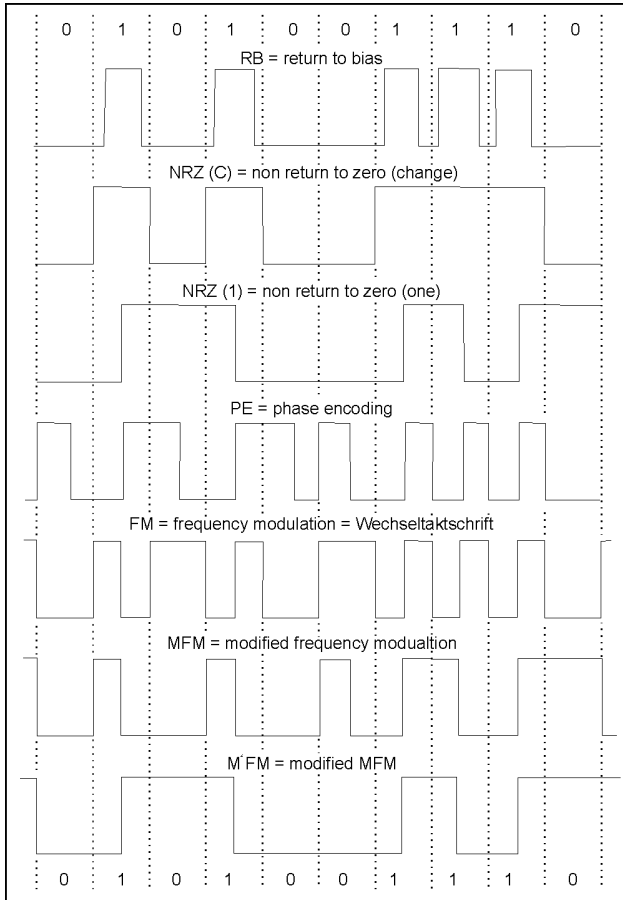 0 1 0 1 0 0 1 1 1 0
RB = return to bias
NRZ (C) = non return to zero (change)
NRZ (1) = non return to zero (one)
PE = phase encoding
FM = frequency modulation = Wechseltaktschrift
MFM = modified frequency modualtion
M´FM = modified MFM
0 1 0 1 0 0 1 1 1 0